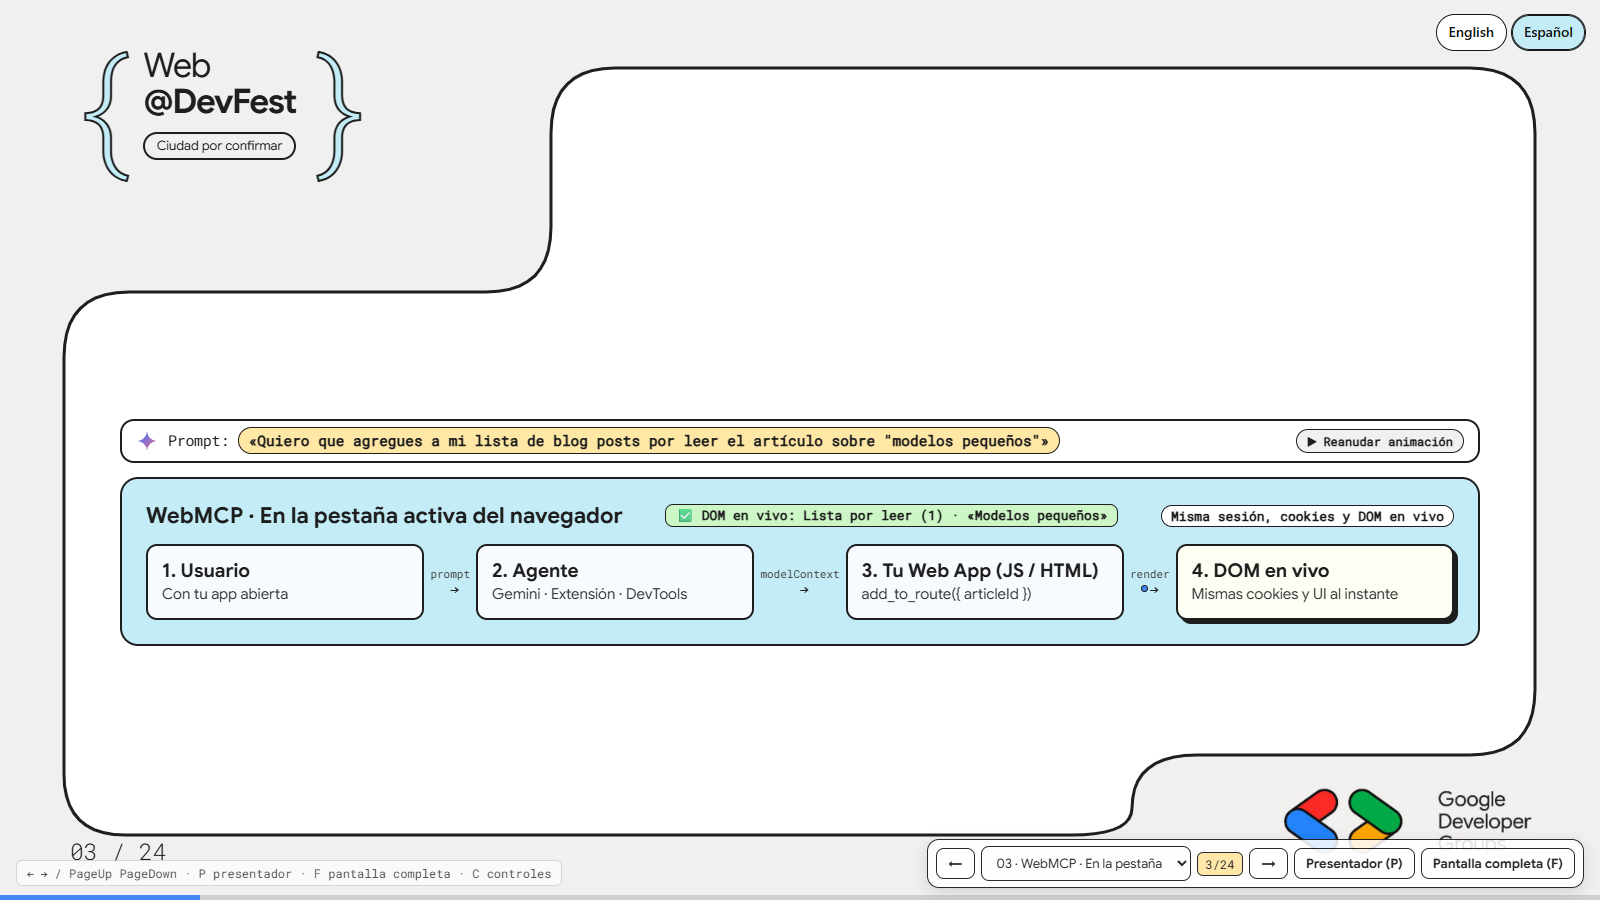 English
Español
Web
@DevFest
Ciudad por confirmar
Prompt: «Quiero que agregues a mi lista de blog posts por leer el artículo sobre "modelos pequeños"»
▶ Reanudar animación
WebMCP · En la pestaña activa del navegador
✅ DOM en vivo: Lista por leer (1) · «Modelos pequeños»
Misma sesión, cookies y DOM en vivo
1. Usuario
Con tu app abierta
prompt
→
2. Agente
Gemini · Extensión · DevTools
modelContext
→
3. Tu Web App (JS / HTML)
add_to_route({ articleId })
render
→
4. DOM en vivo
Mismas cookies y UI al instante
Google
Developer
Groups
03 / 24
← → / PageUp PageDown · P presentador · F pantalla completa · C controles
←
03 · WebMCP · En la pestaña
3/24
→
Presentador (P)
Pantalla completa (F)